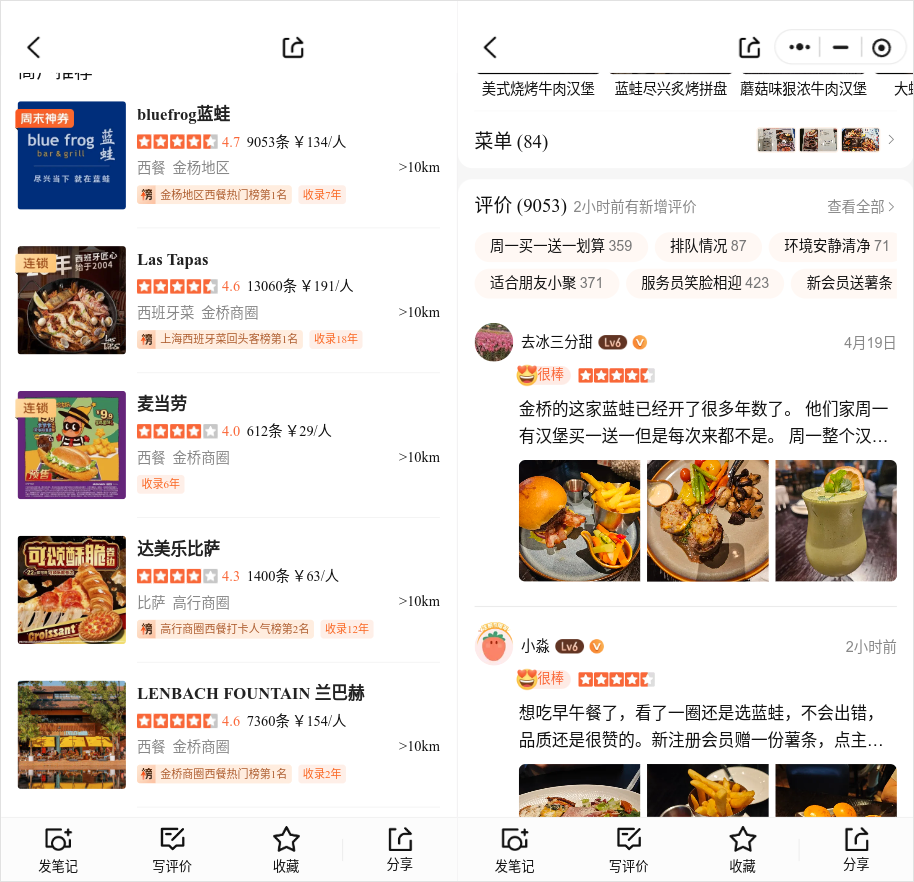 周末神券
blue frog
bar & grill
蓝蛙
尽兴当下 就在蓝蛙
bluefrog蓝蛙
4.7 9053条 ￥134/人
西餐 金杨地区
>10km
榜 金杨地区西餐热门榜第1名 收录7年
连锁
西班牙匠心
始于2004
Las Tapas
4.6 13060条 ￥191/人
西班牙菜 金桥商圈
>10km
榜 上海西班牙菜回头客榜第1名 收录18年
连锁
麦当劳
4.0 612条 ￥29/人
西餐 金桥商圈
>10km
收录6年
可颂酥脆
Croissant
达美乐比萨
4.3 1400条 ￥63/人
比萨 高行商圈
>10km
榜 高行商圈西餐打卡人气榜第2名 收录12年
LENBACH FOUNTAIN 兰巴赫
4.6 7360条 ￥154/人
西餐 金桥商圈
>10km
榜 金桥商圈西餐热门榜第1名 收录2年
发笔记 写评价 收藏 分享
美式烧烤牛肉汉堡 蓝蛙尽兴炙烤拼盘 蘑菇味狠浓牛肉汉堡 大
菜单 (84)
评价 (9053) 2小时前有新增评价
查看全部
周一买一送一划算 359 排队情况 87 环境安静清净 71
适合朋友小聚 371 服务员笑脸相迎 423 新会员送薯条
去冰三分甜 Lv6
4月19日
很棒
金桥的这家蓝蛙已经开了很多年数了。 他们家周一
有汉堡买一送一但是每次来都不是。 周一整个汉…
小淼 Lv6
2小时前
很棒
想吃早午餐了，看了一圈还是选蓝蛙，不会出错，
品质还是很赞的。新注册会员赠一份薯条，点主…
发笔记 写评价 收藏 分享